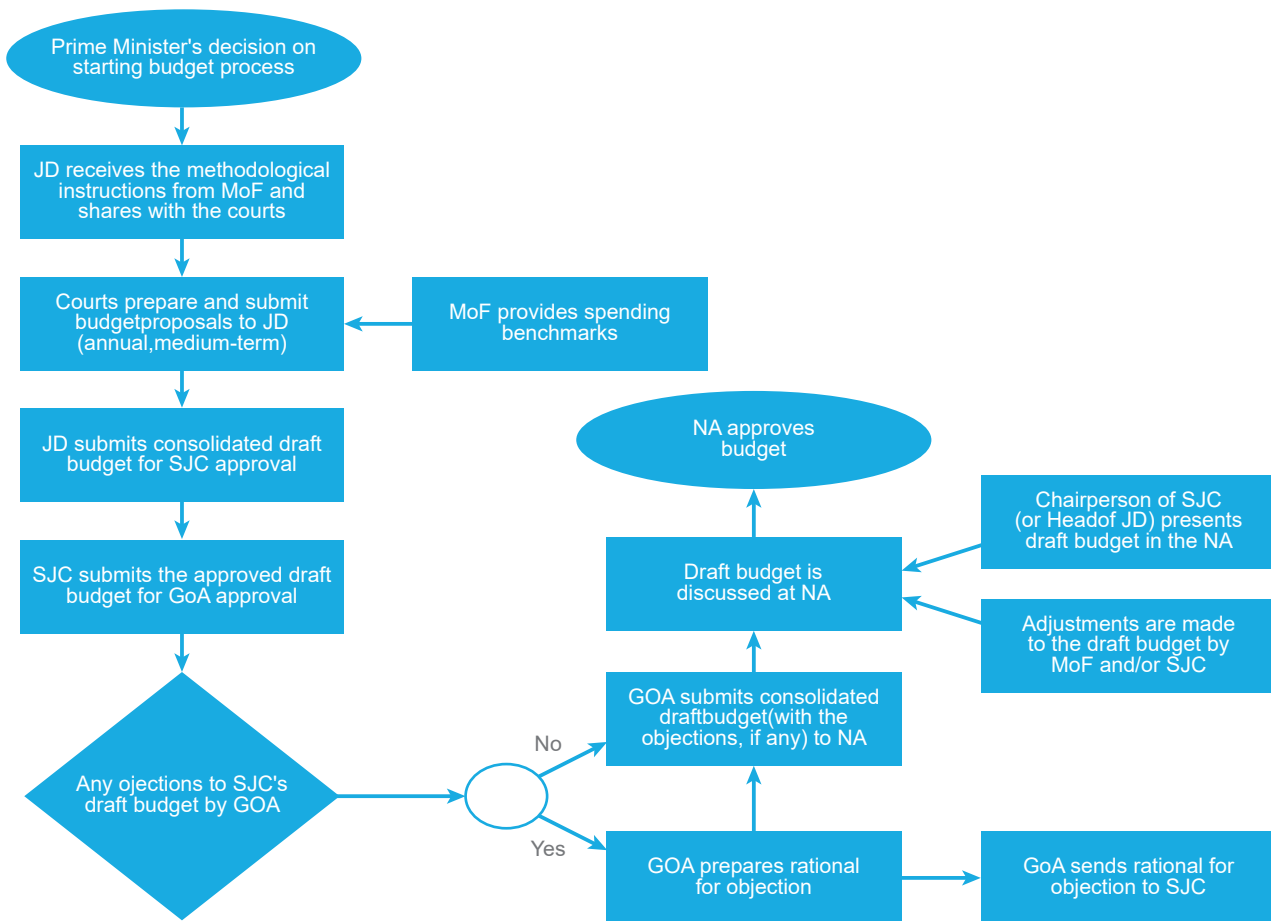 Prime Minister's decision on
starting budget process
JD receives the methodological
instructions from MoF and
shares with the courts
Courts prepare and submit
budgetproposals to JD
(annual,medium-term)
MoF provides spending
benchmarks
JD submits consolidated draft
budget for SJC approval
SJC submits the approved draft
budget for GoA approval
Any ojections to SJC's
draft budget by GOA
No
Yes
NA approves
budget
Draft budget is
discussed at NA
Chairperson of SJC
(or Headof JD) presents
draft budget in the NA
Adjustments are made
to the draft budget by
MoF and/or SJC
GOA submits consolidated
draftbudget(with the
objections, if any) to NA
GOA prepares rational
for objection
GoA sends rational for
objection to SJC